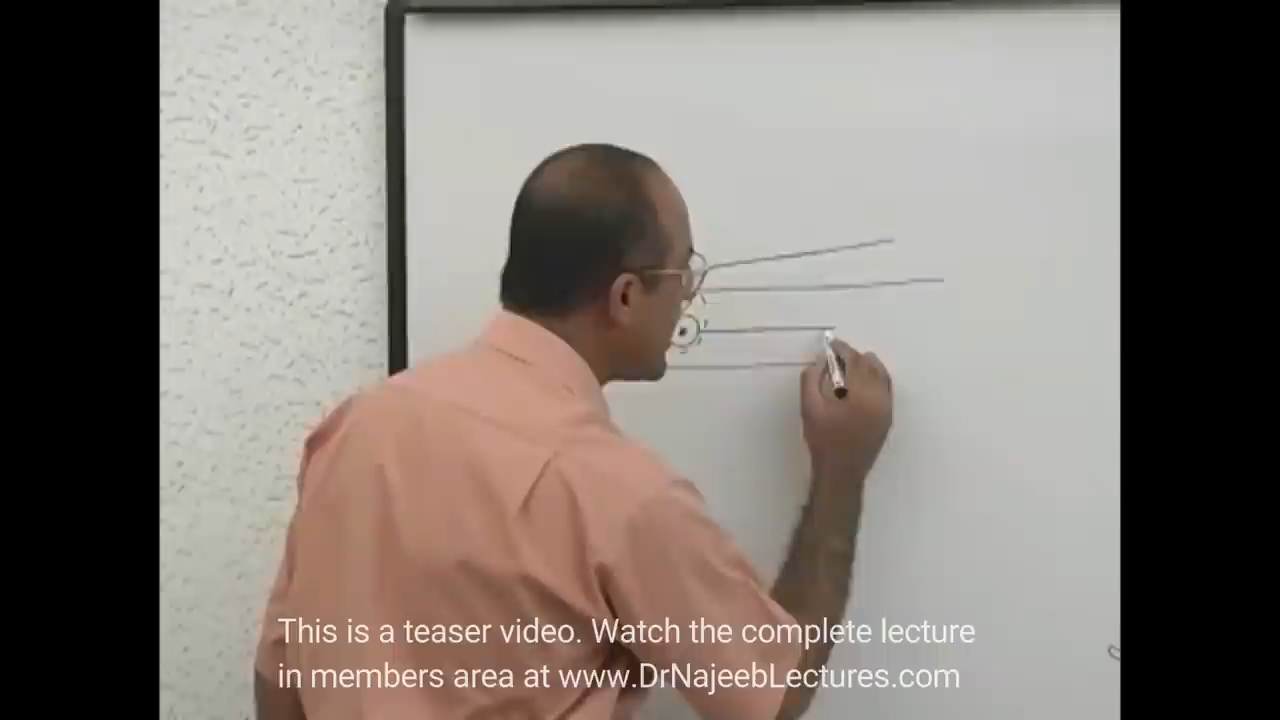 This is a teaser video. Watch the complete lecture
in members area at www.DrNajeebLectures.com